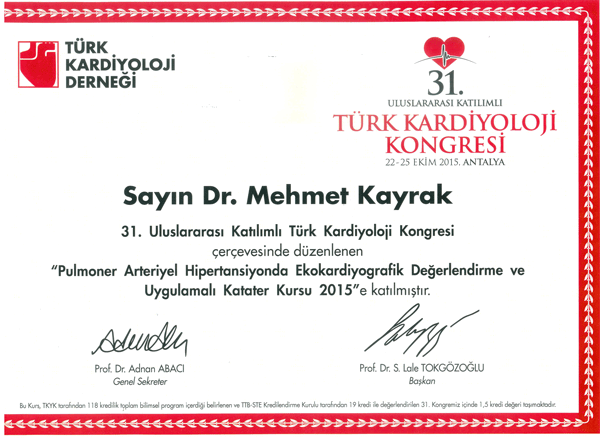 TÜRK
KARDİYOLOJİ
DERNEĞİ
31.
ULUSLARARASI KATILIMLI
TÜRK KARDİYOLOJİ
KONGRESİ
22-25 EKİM 2015. ANTALYA
Sayın Dr. Mehmet Kayrak
31. Uluslararası Katılımlı Türk Kardiyoloji Kongresi
çerçevesinde düzenlenen
“Pulmoner Arteriyel Hipertansiyonda Ekokardiyografik Değerlendirme ve
Uygulamalı Katater Kursu 2015”e katılmıştır.
Prof. Dr. Adnan ABACI
Genel Sekreter
Prof. Dr. S. Lale TOKGÖZOĞLU
Başkan
Bu Kurs, TKYK tarafından 118 kredilik toplam bilimsel program içerdiği belirlenen ve TTB-STE Kredilendirme Kurulu tarafından 19 kredi ile değerlendirilen 31. Kongremiz içinde 1,5 kredi değeri taşımaktadır.